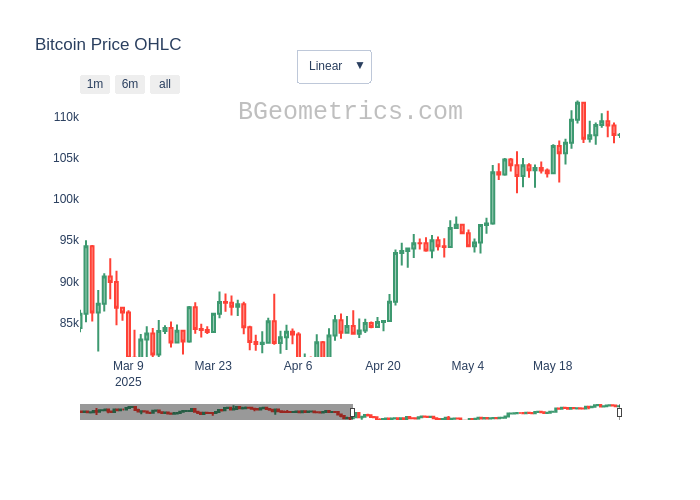 Bitcoin Price OHLC
Linear ▼
1m 6m all
BGeometrics.com
110k
105k
100k
95k
90k
85k
Mar 9 Mar 23 Apr 6 Apr 20 May 4 May 18
2025